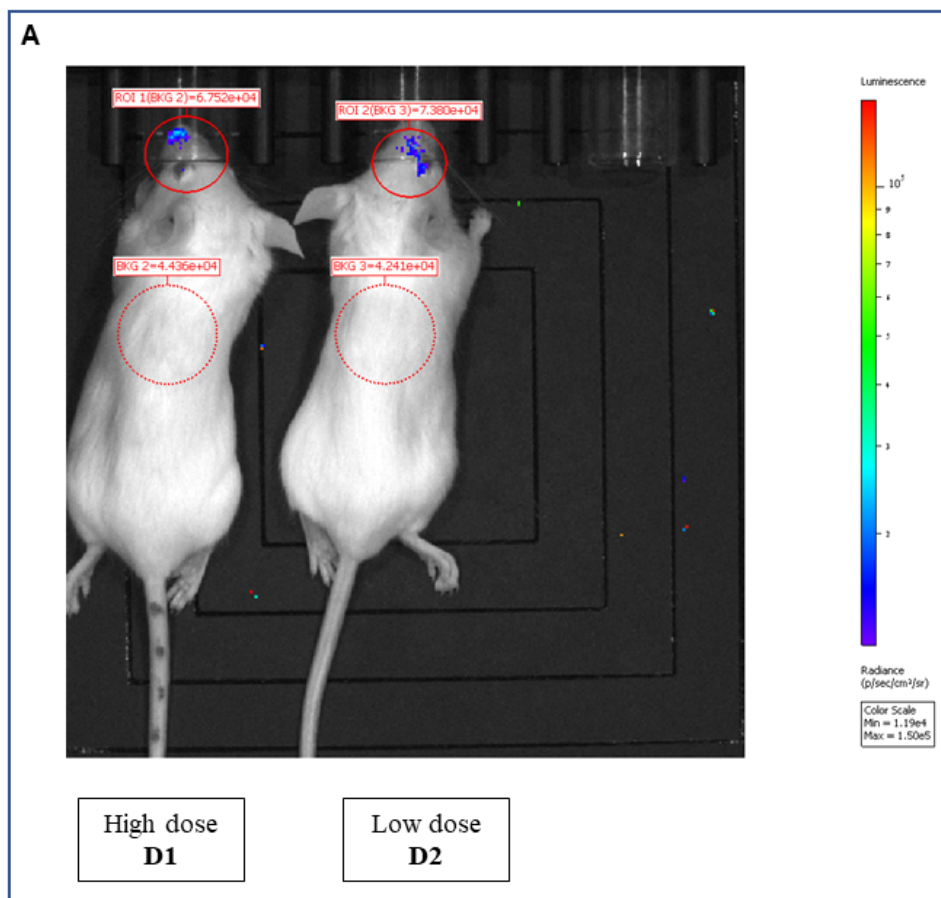 A
ROI 1(BKG 2)=6.752e+04
ROI 2(BKG 3)=7.380e+04
BKG 2=4.436e+04
BKG 3=4.241e+04
Luminescence
10⁵
9
8
7
6
5
4
3
2
Radiance
(p/sec/cm²/sr)
Color Scale
Min = 1.19e4
Max = 1.50e5
High dose
D1
Low dose
D2